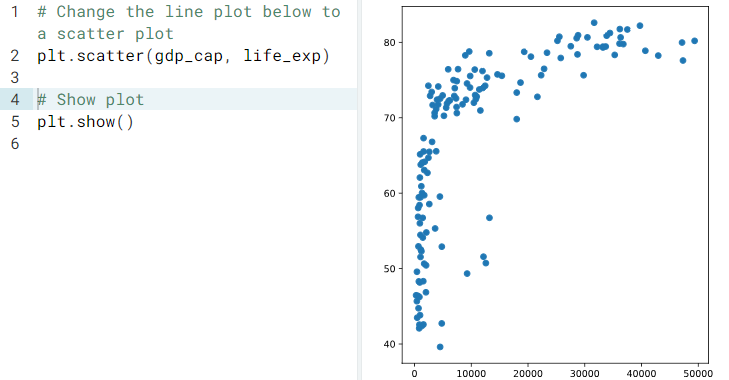 1 # Change the line plot below to
a scatter plot
2 plt.scatter(gdp_cap, life_exp)
3
4 # Show plot
5 plt.show()
6
80
70
60
50
40
0 10000 20000 30000 40000 50000